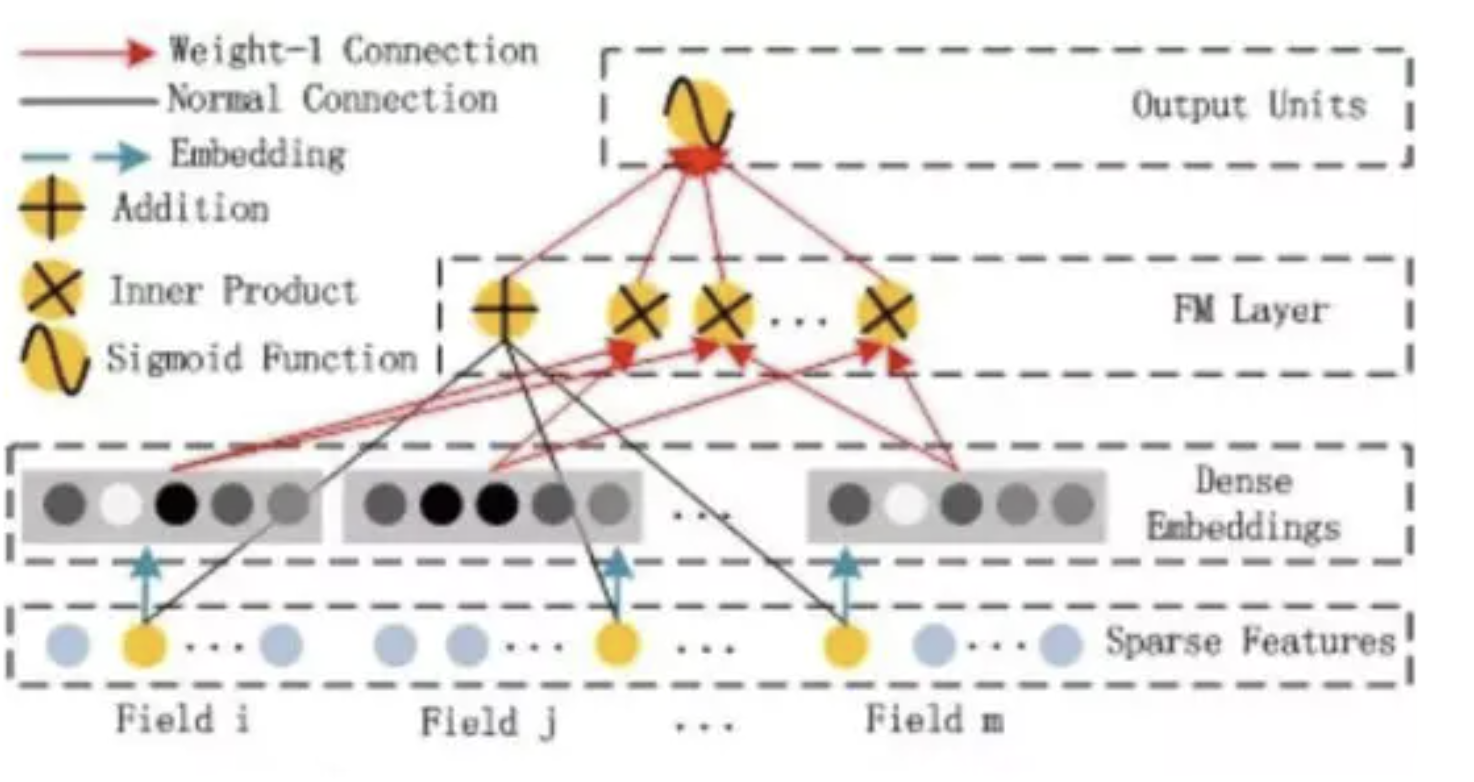 Weight-1 Connection
Normal Connection
Embedding
Addition
Inner Product
Sigmoid Function
Output Units
FM Layer
...
Dense
Embeddings
...
Sparse Features
... ... ... ...
Field i
Field j
...
Field m